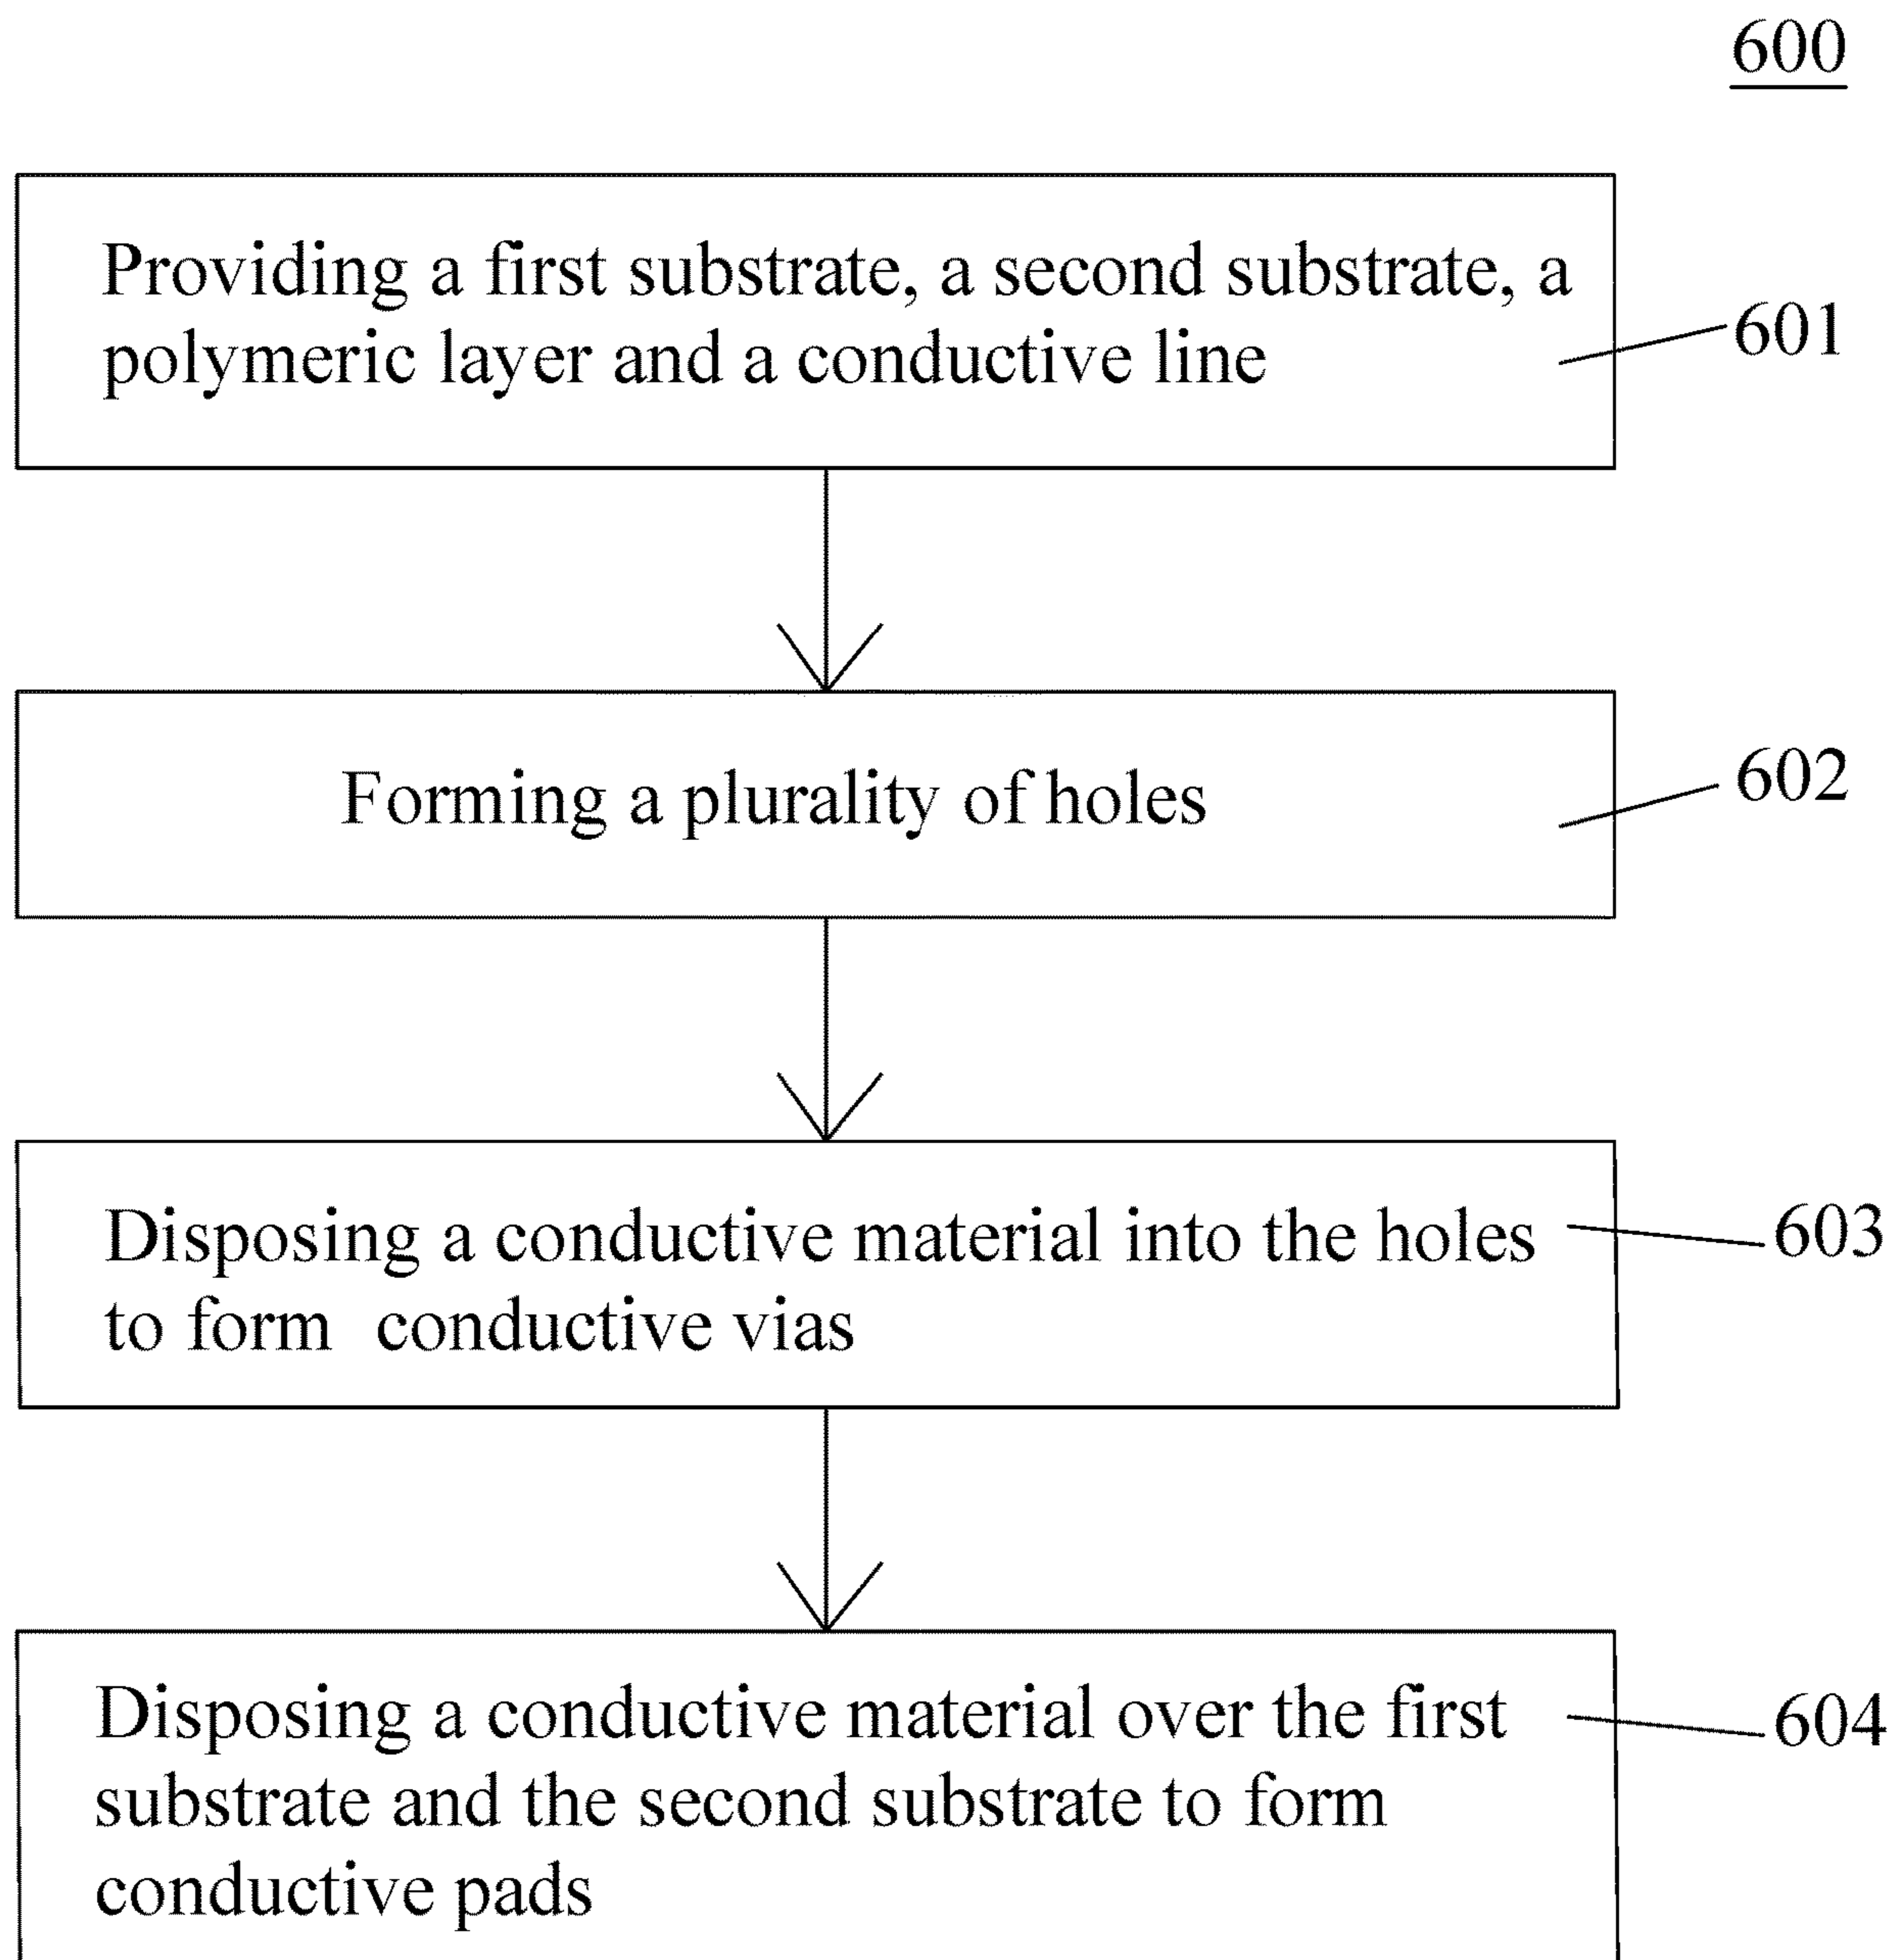 600
Providing a first substrate, a second substrate, a
polymeric layer and a conductive line
601
Forming a plurality of holes
602
Disposing a conductive material into the holes
to form conductive vias
603
Disposing a conductive material over the first
substrate and the second substrate to form
conductive pads
604